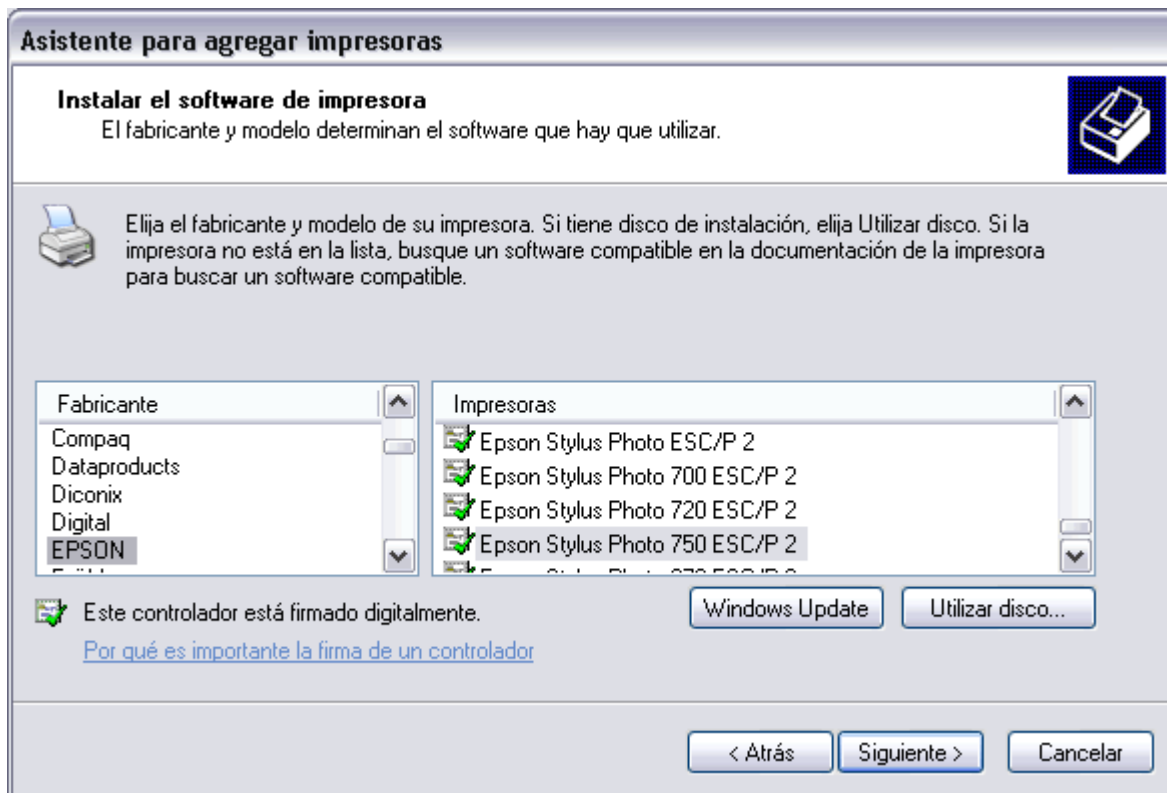 Asistente para agregar impresoras
Instalar el software de impresora
El fabricante y modelo determinan el software que hay que utilizar.
Elija el fabricante y modelo de su impresora. Si tiene disco de instalación, elija Utilizar disco. Si la
impresora no está en la lista, busque un software compatible en la documentación de la impresora
para buscar un software compatible.
Fabricante
Compaq
Dataproducts
Diconix
Digital
EPSON
Impresoras
Epson Stylus Photo ESC/P 2
Epson Stylus Photo 700 ESC/P 2
Epson Stylus Photo 720 ESC/P 2
Epson Stylus Photo 750 ESC/P 2
Este controlador está firmado digitalmente.
Por qué es importante la firma de un controlador
Windows Update
Utilizar disco...
< Atrás
Siguiente >
Cancelar